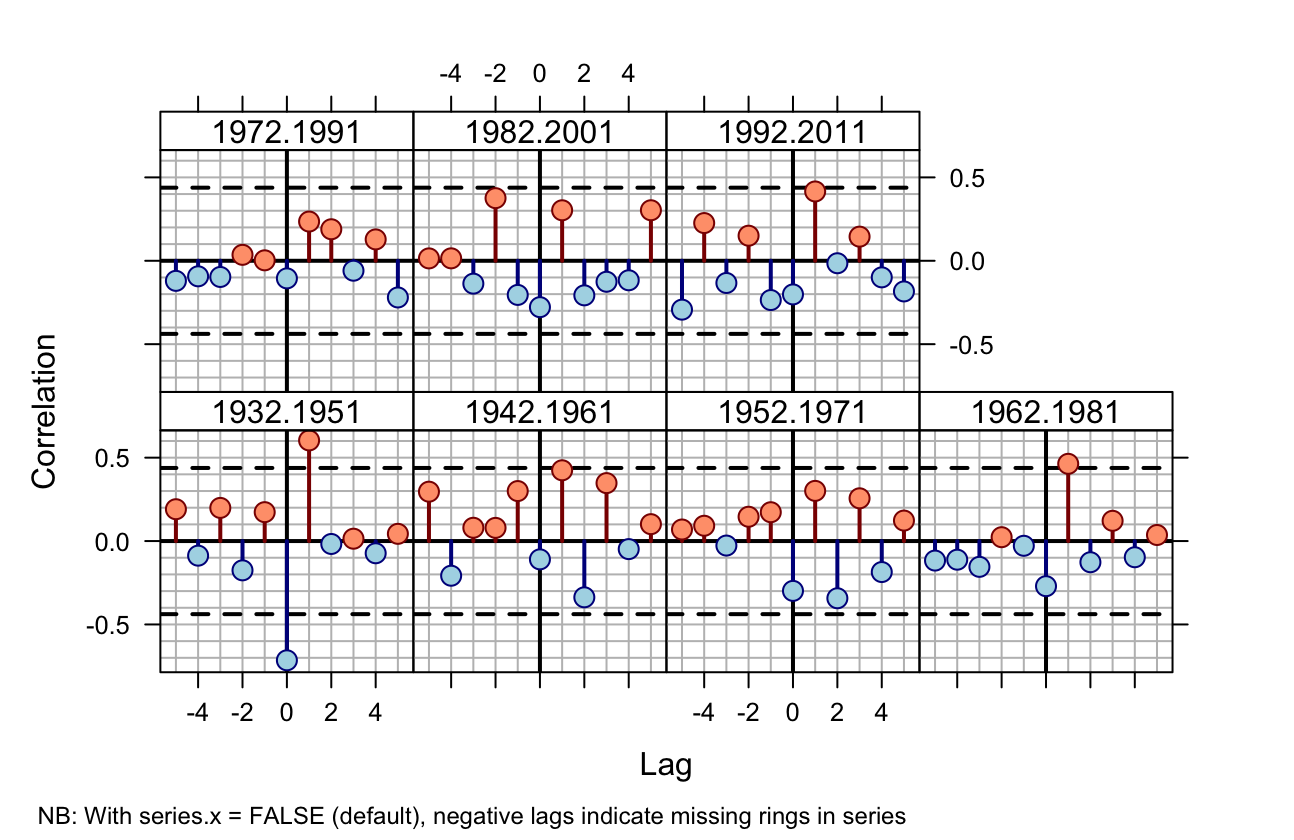 -4 -2 0 2 4
1972.1991 1982.2001 1992.2011
0.5
0.0
-0.5
Correlation
1932.1951 1942.1961 1952.1971 1962.1981
0.5
0.0
-0.5
-4 -2 0 2 4 -4 -2 0 2 4
Lag
NB: With series.x = FALSE (default), negative lags indicate missing rings in series